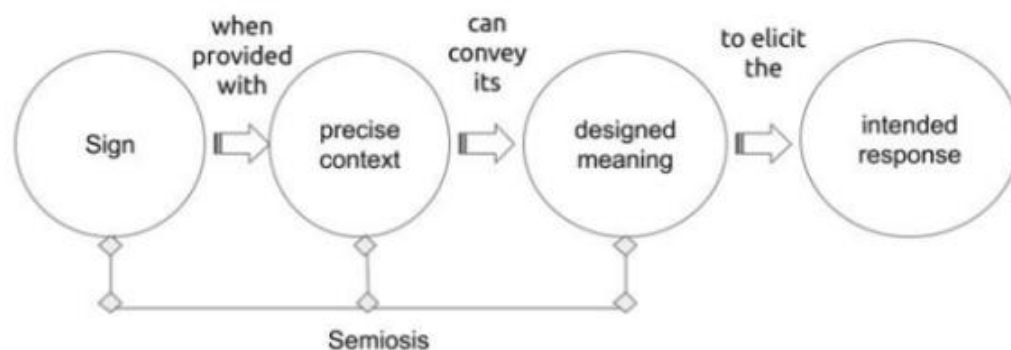 Sign
when
provided
with
precise
context
can
convey
its
designed
meaning
to elicit
the
intended
response
Semiosis